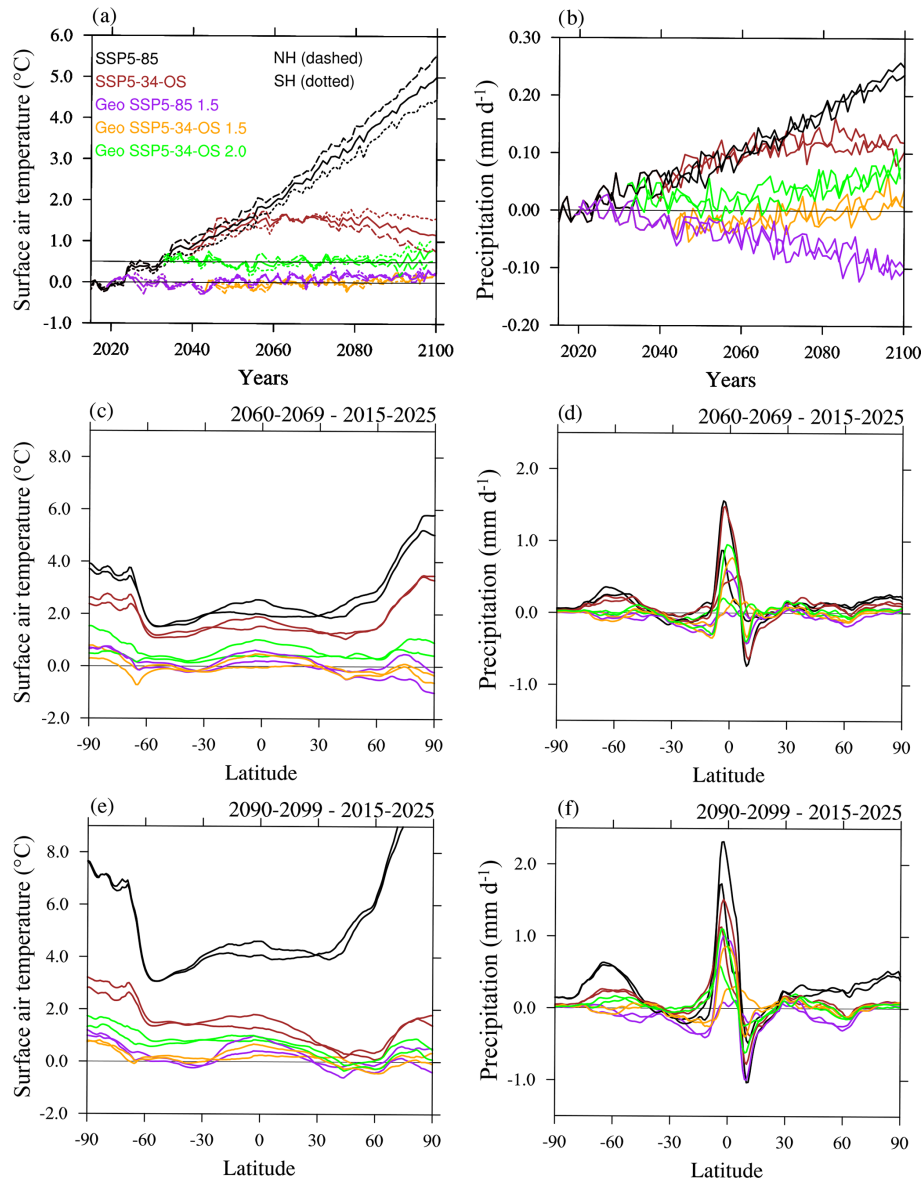 (a)
6.0
5.0
4.0
3.0
2.0
1.0
0.0
-1.0
Surface air temperature (°C)
SSP5-85
SSP5-34-OS
Geo SSP5-85 1.5
Geo SSP5-34-OS 1.5
Geo SSP5-34-OS 2.0
NH (dashed)
SH (dotted)
2020 2040 2060 2080 2100
Years
(b)
0.30
0.20
0.10
0.00
-0.10
-0.20
Precipitation (mm d-1)
2020 2040 2060 2080 2100
Years
(c)
2060-2069 - 2015-2025
8.0
6.0
4.0
2.0
0.0
-2.0
Surface air temperature (°C)
-90 -60 -30 0 30 60 90
Latitude
(d)
2060-2069 - 2015-2025
2.0
1.0
0.0
-1.0
Precipitation (mm d-1)
-90 -60 -30 0 30 60 90
Latitude
(e)
2090-2099 - 2015-2025
8.0
6.0
4.0
2.0
0.0
-2.0
Surface air temperature (°C)
-90 -60 -30 0 30 60 90
Latitude
(f)
2090-2099 - 2015-2025
2.0
1.0
0.0
-1.0
Precipitation (mm d-1)
-90 -60 -30 0 30 60 90
Latitude